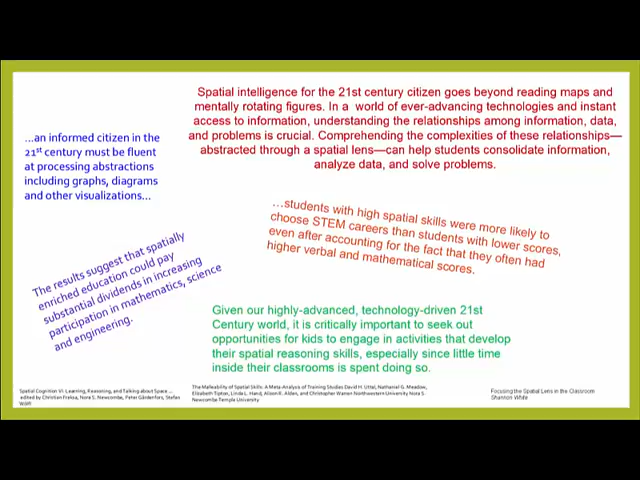 Spatial intelligence for the 21st century citizen goes beyond reading maps and
mentally rotating figures. In a world of ever-advancing technologies and instant
access to information, understanding the relationships among information, data,
and problems is crucial. Comprehending the complexities of these relationships—
abstracted through a spatial lens—can help students consolidate information,
analyze data, and solve problems.
...an informed citizen in the
21st century must be fluent
at processing abstractions
including graphs, diagrams
and other visualizations...
...students with high spatial skills were more likely to
choose STEM careers than students with lower scores,
even after accounting for the fact that they often had
higher verbal and mathematical scores.
The results suggest that spatially
enriched education could pay
substantial dividends in increasing
participation in mathematics, science
and engineering.
Given our highly-advanced, technology-driven 21st
Century world, it is critically important to seek out
opportunities for kids to engage in activities that develop
their spatial reasoning skills, especially since little time
inside their classrooms is spent doing so.
Spatial Cognition VI: Learning, Reasoning, and Talking about Space ...
edited by Christian Freksa, Nora S. Newcombe, Peter Gärdenfors, Stefan
Wölfl
The Malleability of Spatial Skills: A Meta-Analysis of Training Studies David H. Uttal, Nathaniel G. Meadow,
Elizabeth Tipton, Linda L. Hand, Alison R. Alden, and Christopher Warren Northwestern University Nora S.
Newcombe Temple University
Focusing the Spatial Lens in the Classroom
Shannon White